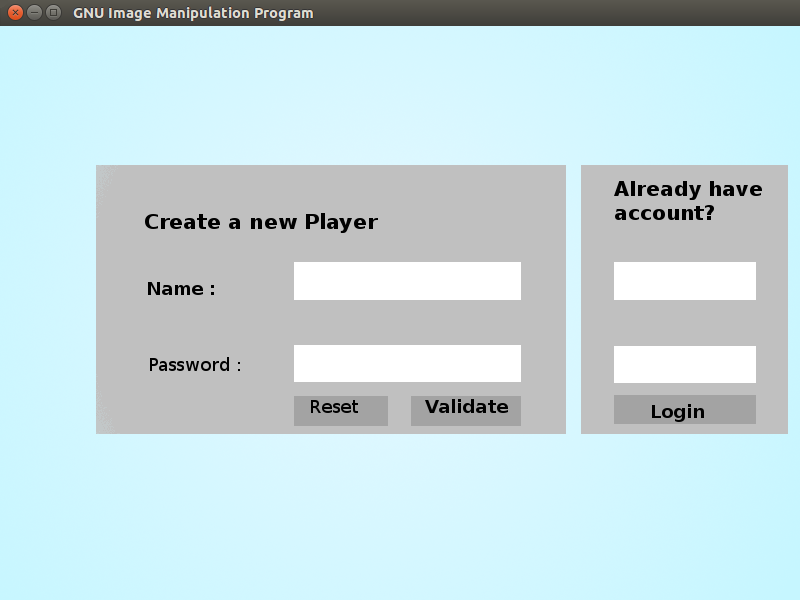 GNU Image Manipulation Program
Create a new Player
Name :
Password :
Reset
Validate
Already have
account?
Login